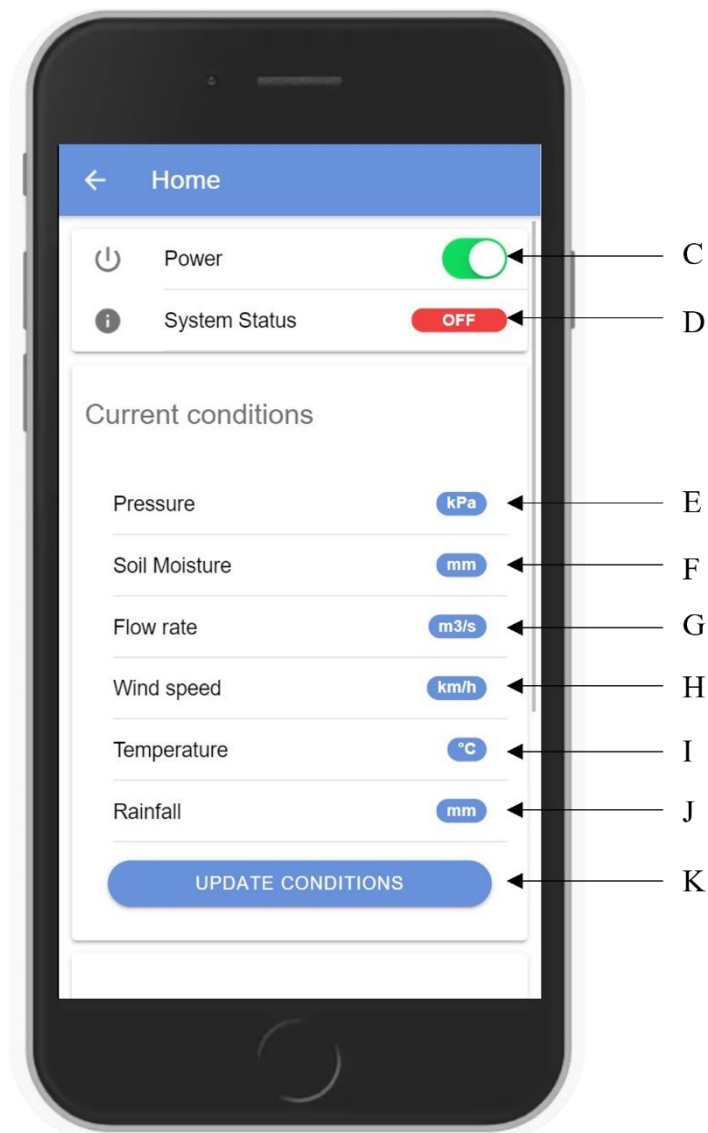 Home
Power C
System Status OFF D
Current conditions
Pressure kPa E
Soil Moisture mm F
Flow rate m3/s G
Wind speed km/h H
Temperature °C I
Rainfall mm J
UPDATE CONDITIONS K